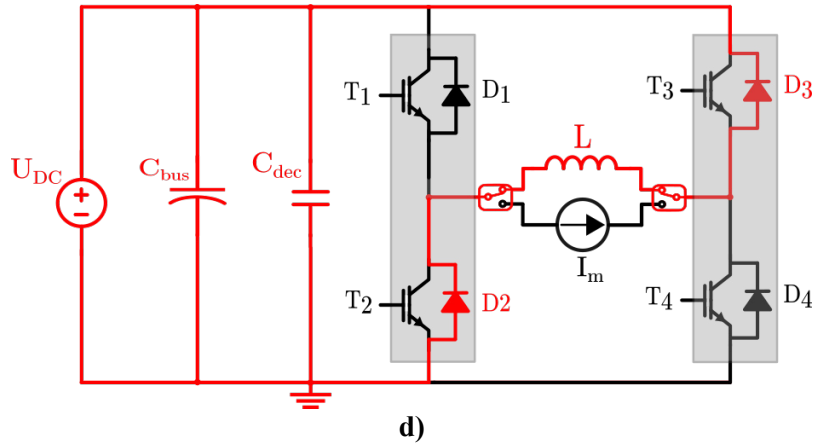 T1 D1 T3 D3
L
UDC Cbus Cdec
+
−
Im
T2 D2 T4 D4
d)